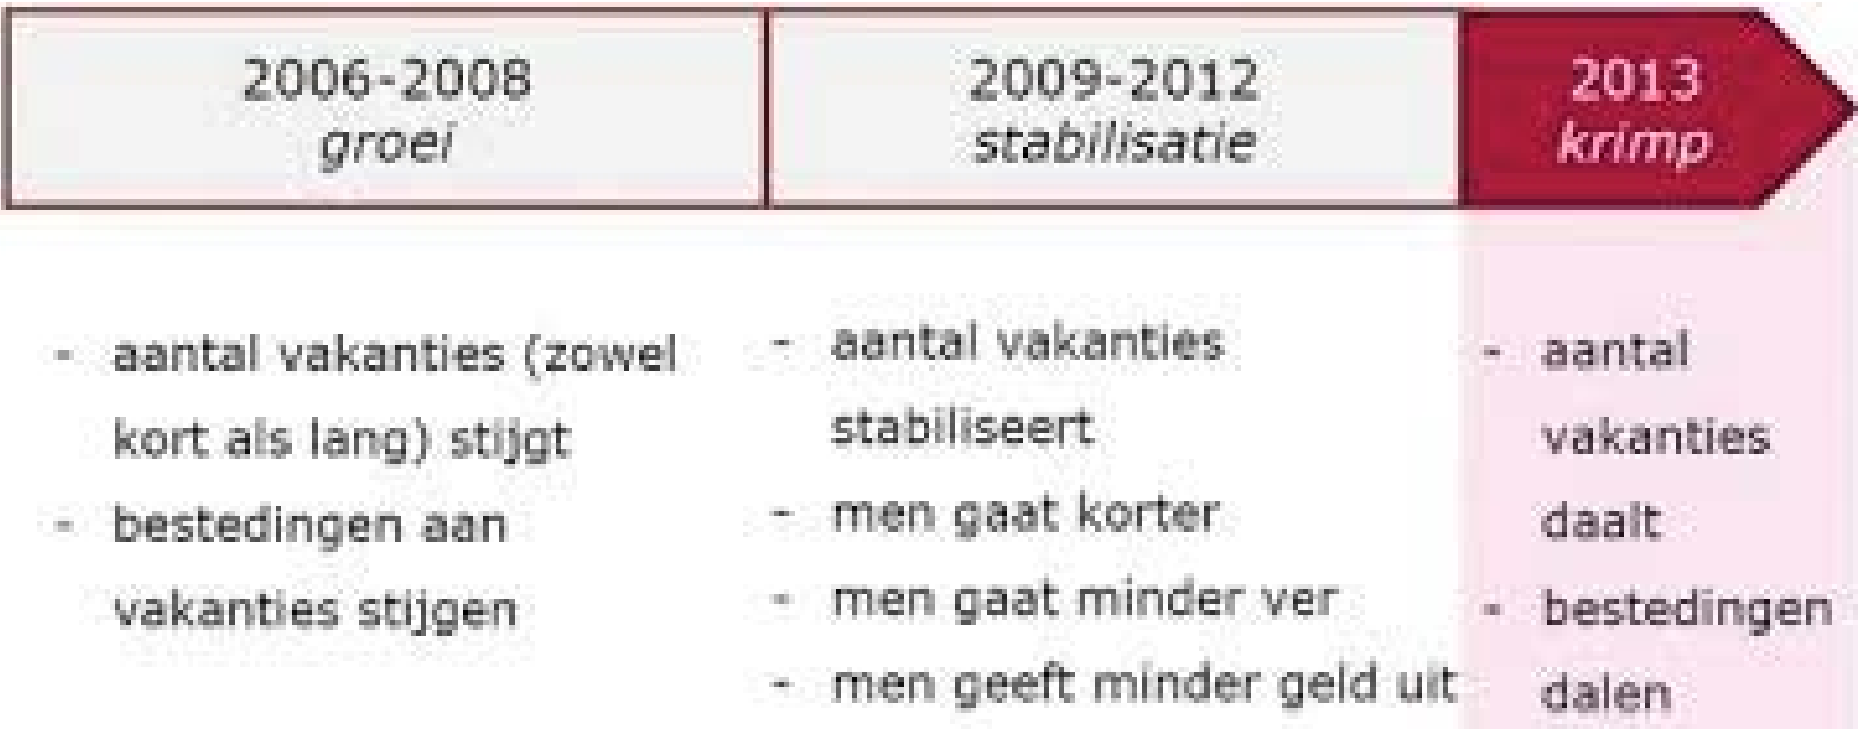 2006-2008
groei
2009-2012
stabilisatie
2013
krimp
- aantal vakanties (zowel
kort als lang) stijgt
- bestedingen aan
vakanties stijgen
- aantal vakanties
stabiliseert
- men gaat korter
- men gaat minder ver
- men geeft minder geld uit
- aantal
vakanties
daalt
- bestedingen
dalen